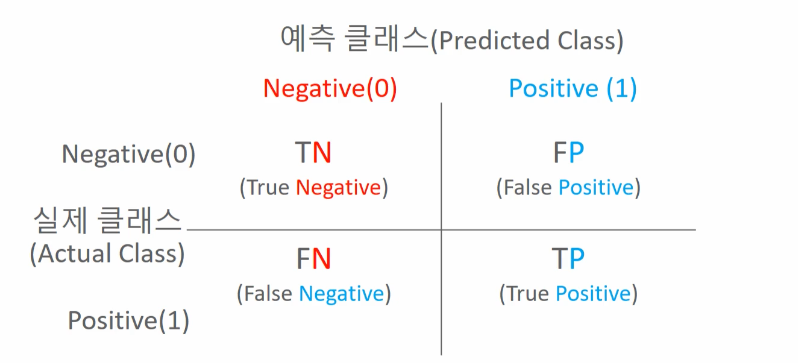 예측 클래스(Predicted Class)
Negative(0) Positive (1)
Negative(0) TN FP
(True Negative) (False Positive)
실제 클래스
(Actual Class)
FN TP
(False Negative) (True Positive)
Positive(1)